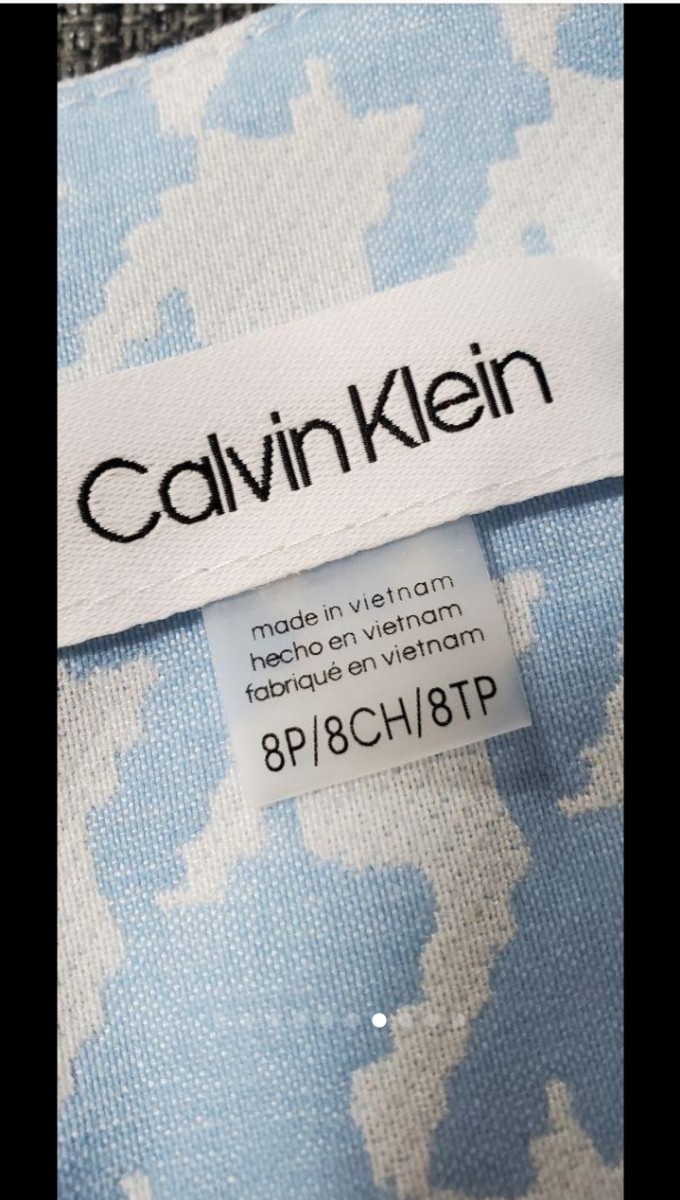 Calvin Klein
made in vietnam
hecho en vietnam
fabriqué en vietnam
8P/8CH/8TP